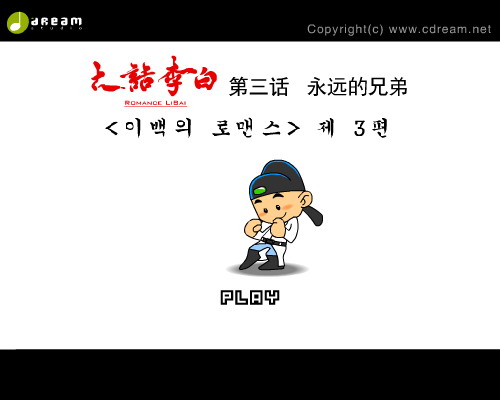 dream
studio
Copyright(c) www.cdream.net
大話李白 第三话 永远的兄弟
ROMANCE LISAI
<이백의 로맨스> 제 3편
PLAY